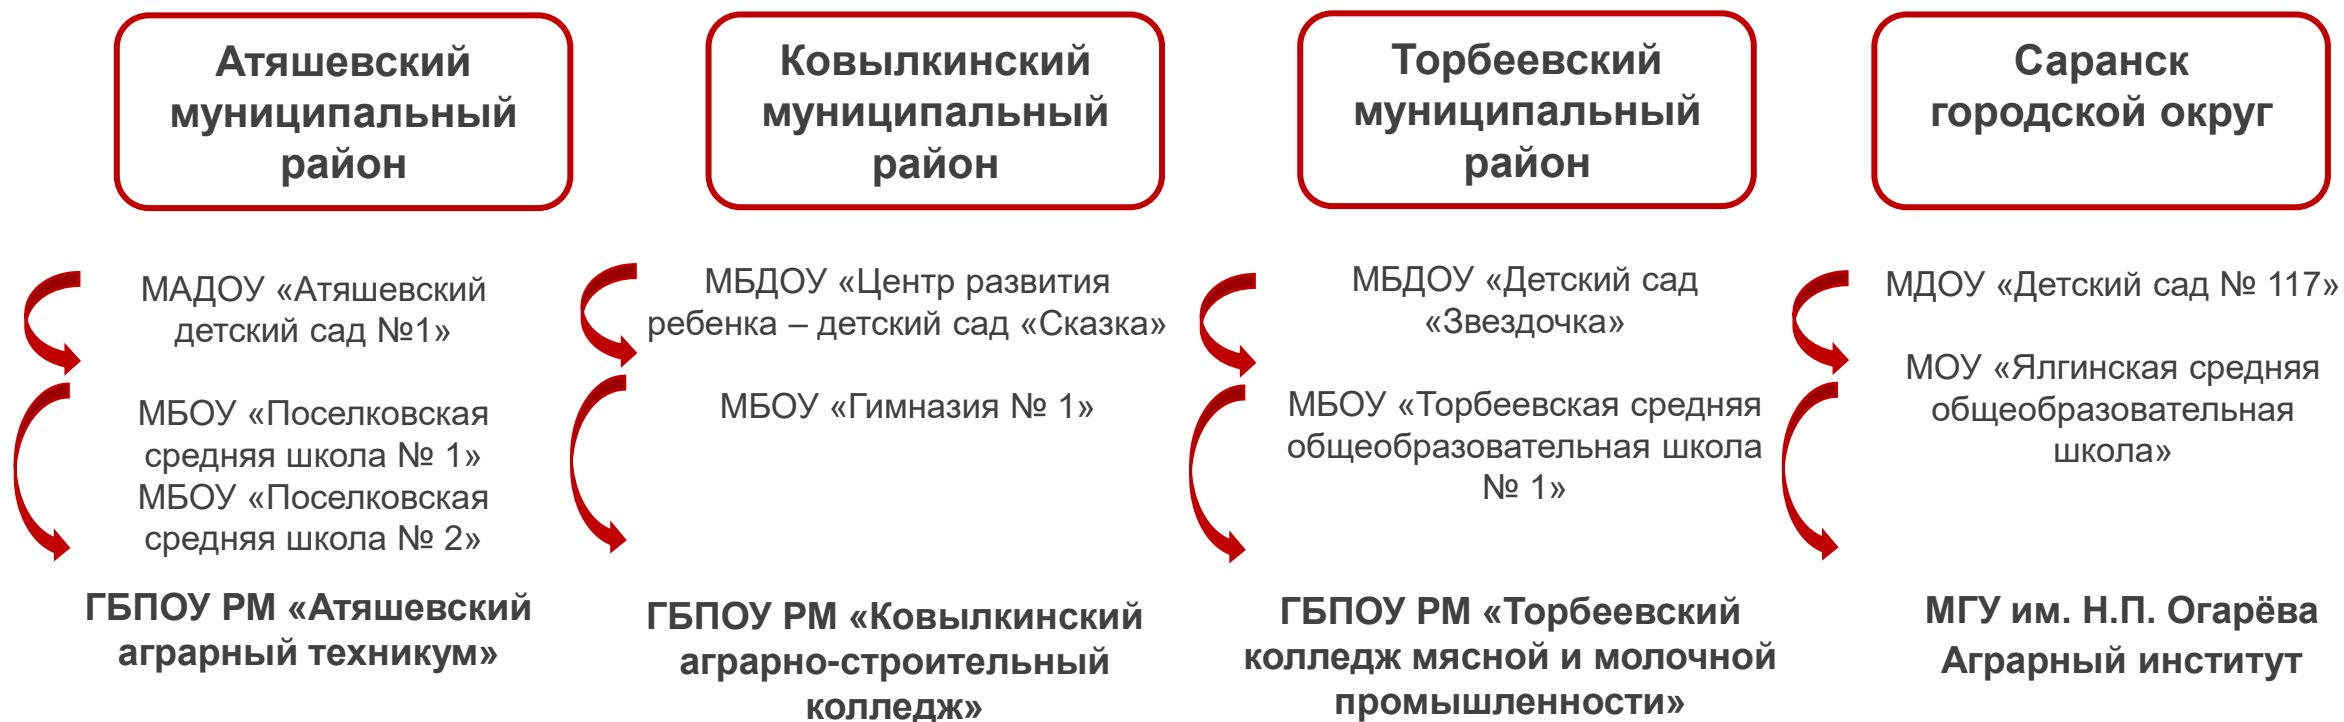 Атяшевский
муниципальный
район
МАДОУ «Атяшевский
детский сад №1»
МБОУ «Поселковская
средняя школа № 1»
МБОУ «Поселковская
средняя школа № 2»
ГБПОУ РМ «Атяшевский
аграрный техникум»
Ковылкинский
муниципальный
район
МБДОУ «Центр развития
ребенка – детский сад «Сказка»
МБОУ «Гимназия № 1»
ГБПОУ РМ «Ковылкинский
аграрно-строительный
колледж»
Торбеевский
муниципальный
район
МБДОУ «Детский сад
«Звездочка»
МБОУ «Торбеевская средняя
общеобразовательная школа
№ 1»
ГБПОУ РМ «Торбеевский
колледж мясной и молочной
промышленности»
Саранск
городской округ
МДОУ «Детский сад № 117»
МОУ «Ялгинская средняя
общеобразовательная
школа»
МГУ им. Н.П. Огарёва
Аграрный институт